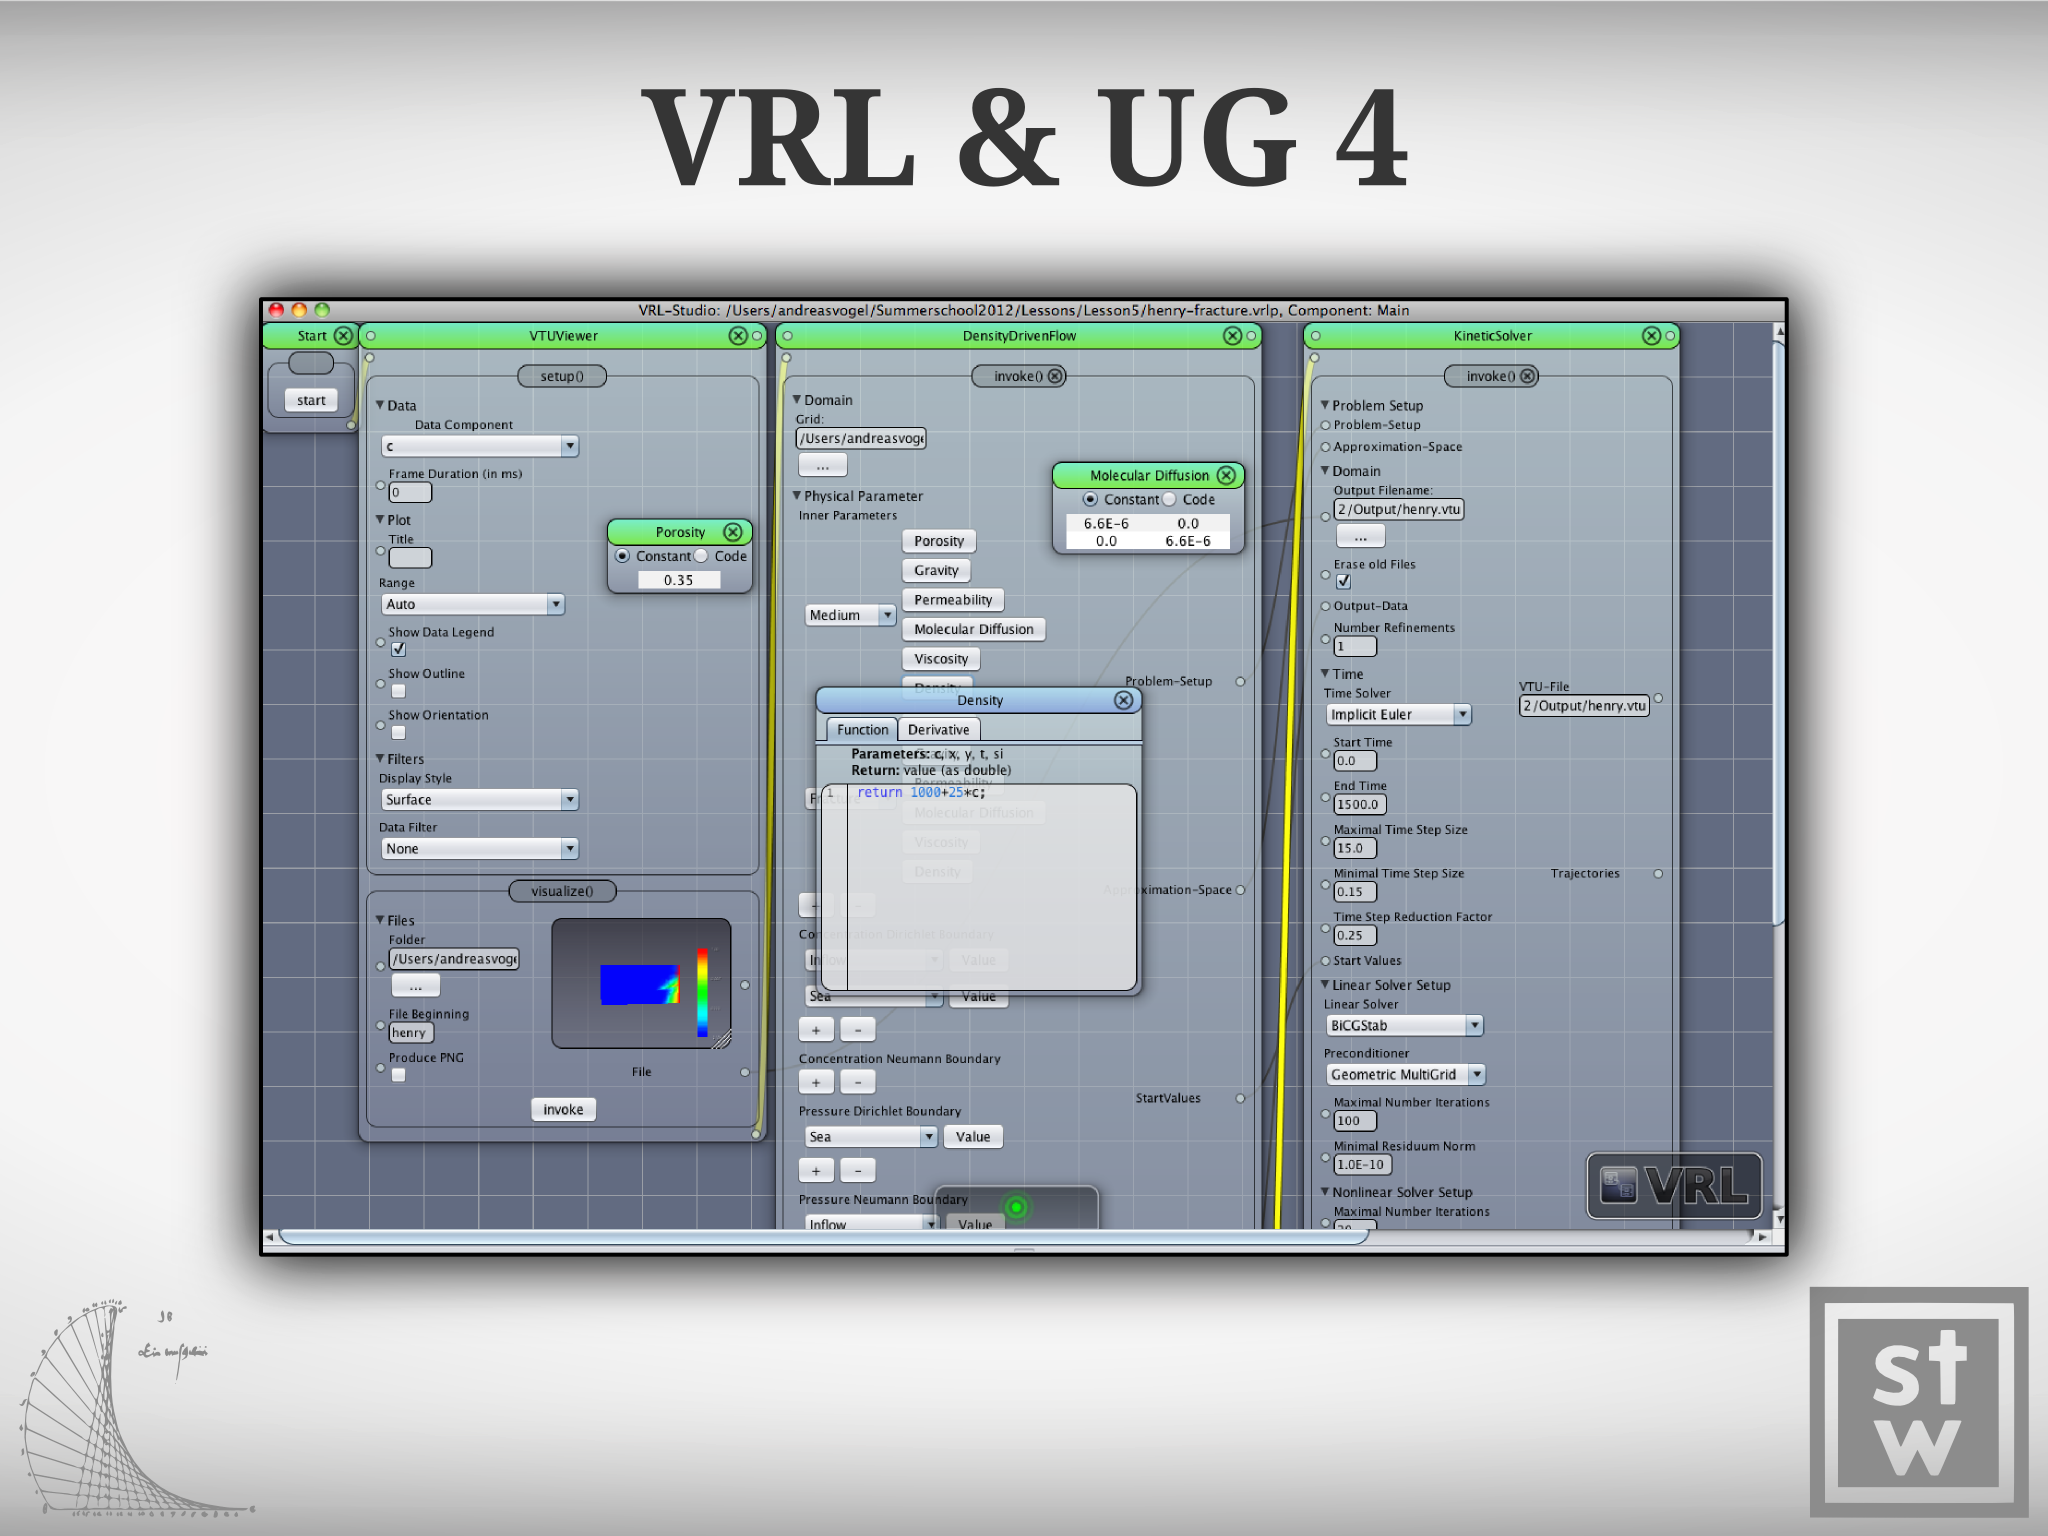 VRL & UG 4
VRL-Studio: /Users/andreasvogel/Summerschool2012/Lessons/Lesson5/henry-fracture.vrlp, Component: Main
Start
start
VTUViewer
setup()
Data
Data Component
c
Frame Duration (in ms)
0
Plot
Title
Range
Auto
Show Data Legend
Show Outline
Show Orientation
Filters
Display Style
Surface
Data Filter
None
Porosity
Constant Code
0.35
visualize()
Files
Folder
/Users/andreasvoge
...
File Beginning
henry
Produce PNG
File
invoke
DensityDrivenFlow
invoke()
Domain
Grid:
/Users/andreasvoge
...
Physical Parameter
Inner Parameters
Medium
Porosity
Gravity
Permeability
Molecular Diffusion
Viscosity
Density
Molecular Diffusion
Constant Code
6.6E-6 0.0
0.0 6.6E-6
Problem-Setup
Density
Function Derivative
Parameters: c, x, y, t, si
Return: value (as double)
1 return 1000+25*c;
Fracture
Permeability
Molecular Diffusion
Viscosity
Density
Approximation-Space
+ -
Concentration Dirichlet Boundary
Inflow Value
Sea Value
+ -
Concentration Neumann Boundary
+ -
StartValues
Pressure Dirichlet Boundary
Sea Value
+ -
Pressure Neumann Boundary
Inflow Value
KineticSolver
invoke()
Problem Setup
Problem-Setup
Approximation-Space
Domain
Output Filename:
2/Output/henry.vtu
...
Erase old Files
Output-Data
Number Refinements
1
Time
Time Solver
Implicit Euler
VTU-File
2/Output/henry.vtu
Start Time
0.0
End Time
1500.0
Maximal Time Step Size
15.0
Minimal Time Step Size
0.15
Trajectories
Time Step Reduction Factor
0.25
Start Values
Linear Solver Setup
Linear Solver
BiCGStab
Preconditioner
Geometric MultiGrid
Maximal Number Iterations
100
Minimal Residuum Norm
1.0E-10
Nonlinear Solver Setup
Maximal Number Iterations
VRL
st
w